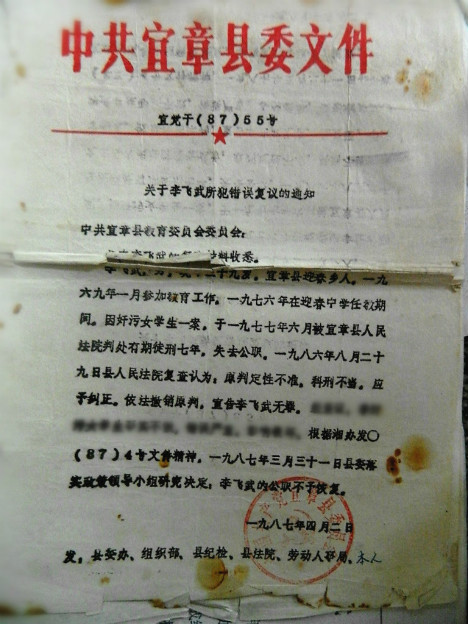 中共宜章县委文件
宜党干(87)55号
关于李飞武所犯错误复议的通知
中共宜章县教育委员会委员会:
李飞武 材料收悉。
男, 十九岁, 宜章县迎春乡人。一九
六九年一月参加教育工作。一九七六年在迎春中学任教期
间。因奸污女学生一案。于一九七七年六月被宜章县人民
法院判处有期徒刑七年。失去公职。一九八六年八月二十
九日县人民法院复查认为:原判定性不准。科刑不当。应
予纠正。依法撤销原判。宣告李飞武无罪。
根据湘办发〇
(87)4号文件精神。一九八七年三月三十一日县委落
实政策领导小组研究决定:李飞武的公职不予恢复。
一九八七年四月二日
发:县委办、组织部、县纪检、县法院、劳动人事局、本人